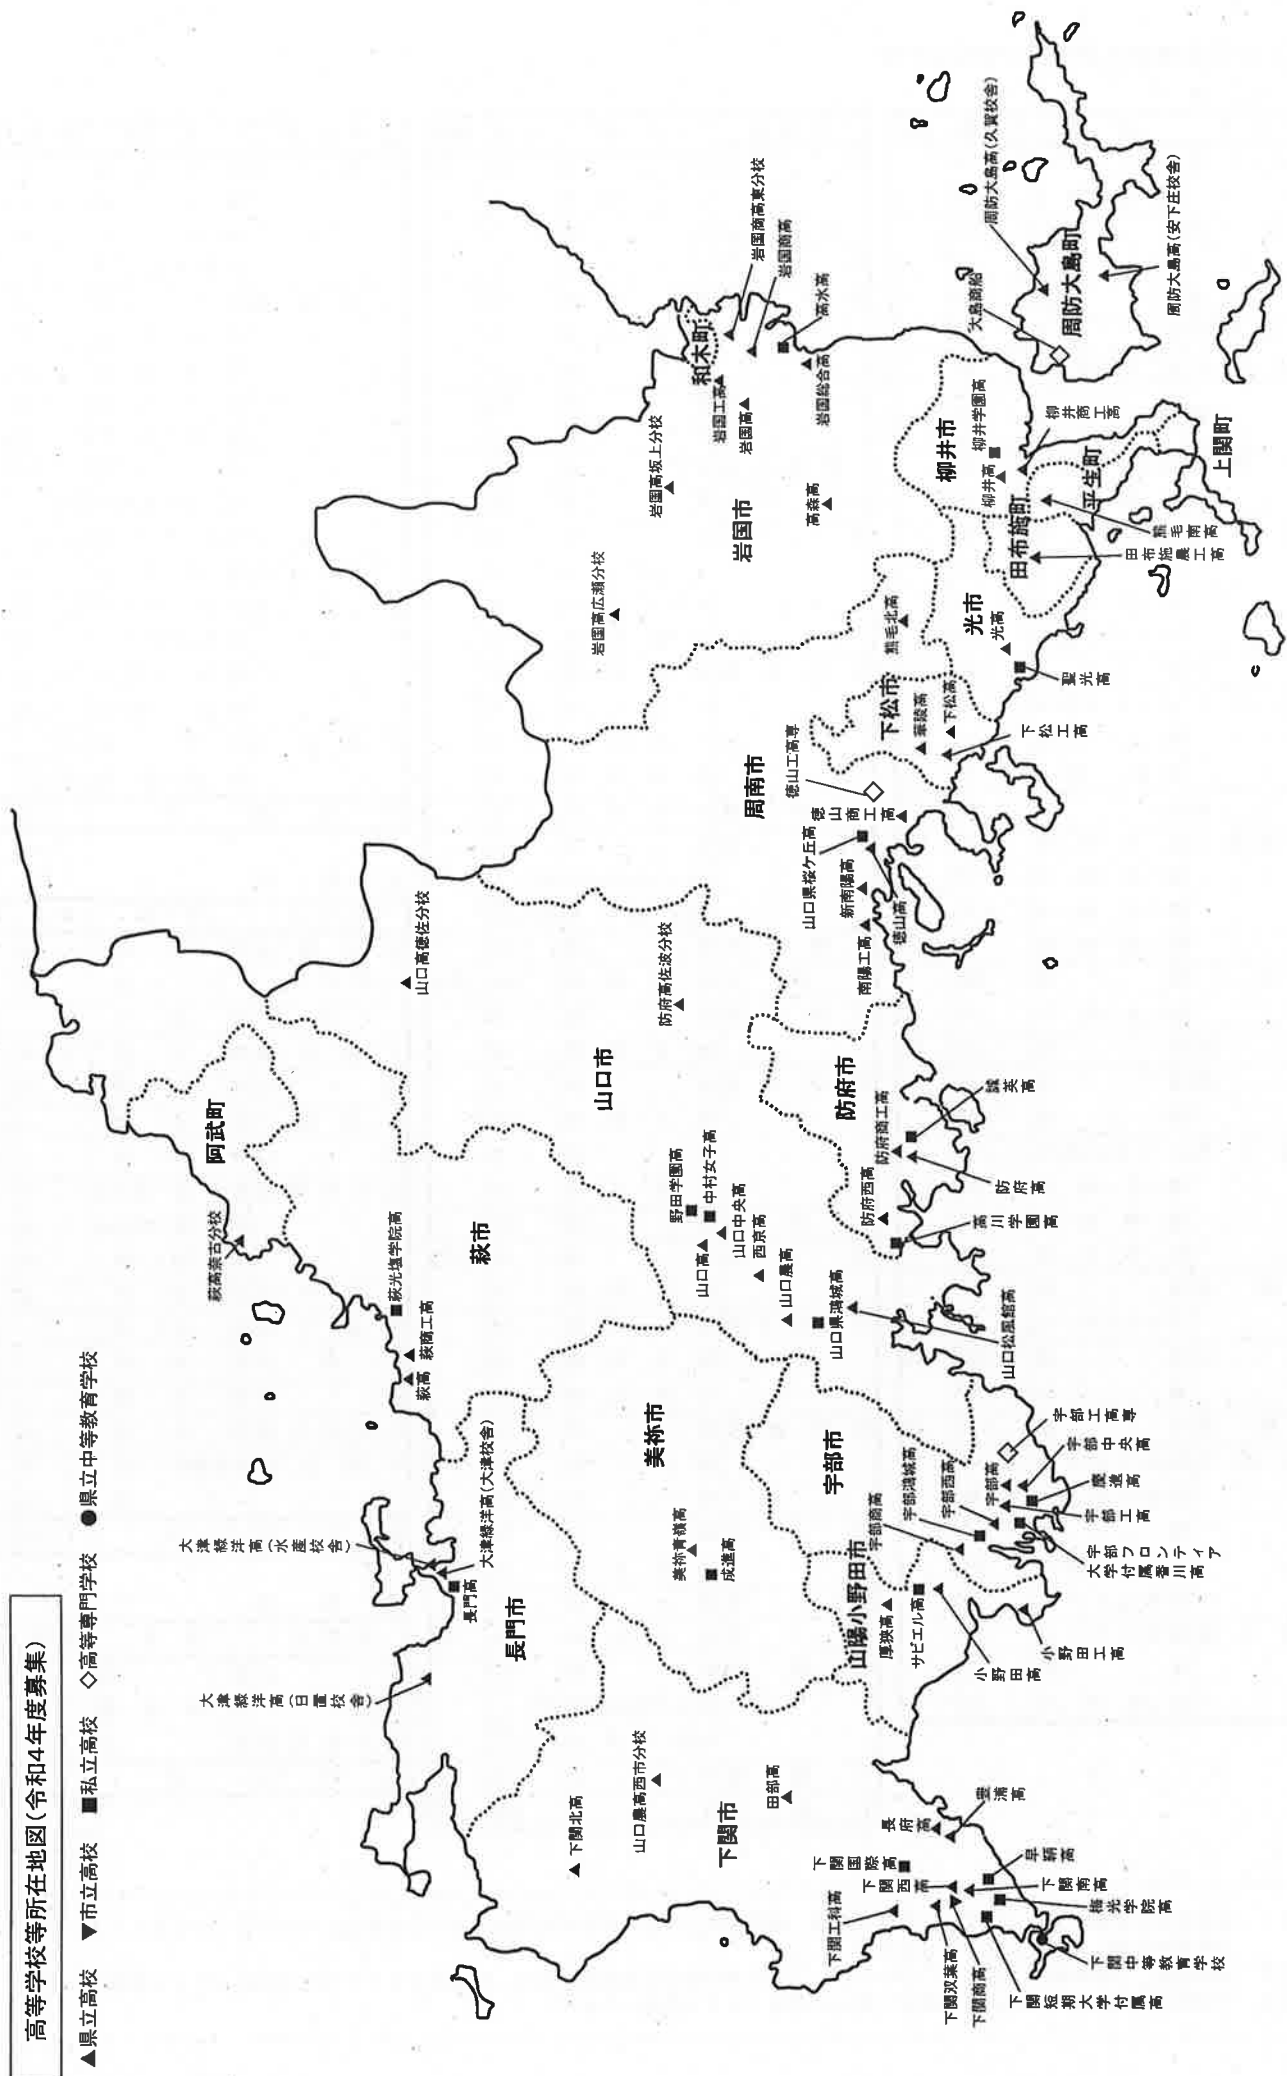 高等学校等所在地図(令和4年度募集)
▲県立高校 ▼市立高校 ■私立高校 ◇高等専門学校 ●県立中等教育学校
大津緑洋高(水産校舎)
大津緑洋高(日置校舎)
大津緑洋高(大津校舎)
長門高
長門市
萩高奈古分校
阿武町
萩光塩学院高
萩商工高
萩高
萩市
山口高徳佐分校
防府高佐波分校
山口市
野田学園高
中村女子高
山口高
山口中央高
西京高
山口農高
山口県鴻城高
山口松風館高
美祢市
美祢青嶺高
成進高
下関北高
山口農高西市分校
田部高
下関市
下関国際高
下関西高
下関工科高
長府高
豊浦高
早鞆高
下関南高
梅光学院高
下関双葉高
下関商高
下関中等教育学校
下関短期大学付属高
山陽小野田市
厚狭高
サビエル高
小野田高
小野田工高
宇部市
宇部鴻城高
宇部商高
宇部西高
宇部高
宇部工高専
宇部中央高
慶進高
宇部工高
宇部フロンティア
大学付属香川高
防府市
防府商工高
防府西高
誠英高
防府高
高川学園高
周南市
徳山工高専
徳山商工高
山口県桜ケ丘高
新南陽高
南陽工高
徳山高
熊毛北高
下松市
華陵高
下松高
下松工高
光市
光高
聖光高
岩国高広瀬分校
岩国高坂上分校
岩国市
高森高
和木町
岩国工高
岩国高
岩国商高東分校
岩国商高
高水高
岩国総合高
柳井市
柳井学園高
柳井高
柳井商工高
田布施町
平生町
熊毛南高
田布施農工高
上関町
大島商船
周防大島町
周防大島高(久賀校舎)
周防大島高(安下庄校舎)